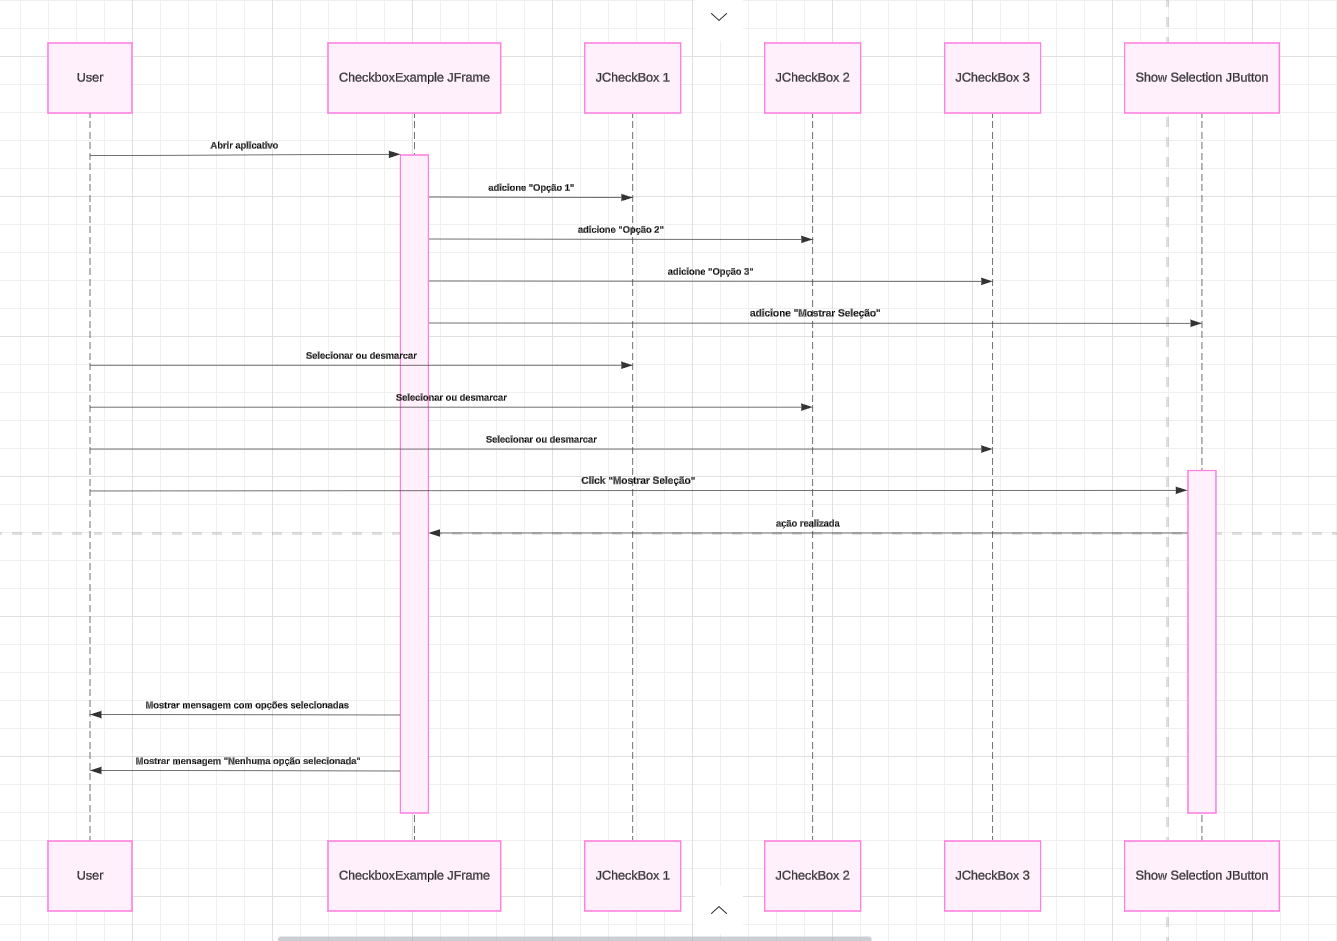 User
CheckboxExample JFrame
JCheckBox 1
JCheckBox 2
JCheckBox 3
Show Selection JButton
Abrir aplicativo
adicione "Opção 1"
adicione "Opção 2"
adicione "Opção 3"
adicione "Mostrar Seleção"
Selecionar ou desmarcar
Selecionar ou desmarcar
Selecionar ou desmarcar
Click "Mostrar Seleção"
ação realizada
Mostrar mensagem com opções selecionadas
Mostrar mensagem "Nenhuma opção selecionada"
User
CheckboxExample JFrame
JCheckBox 1
JCheckBox 2
JCheckBox 3
Show Selection JButton